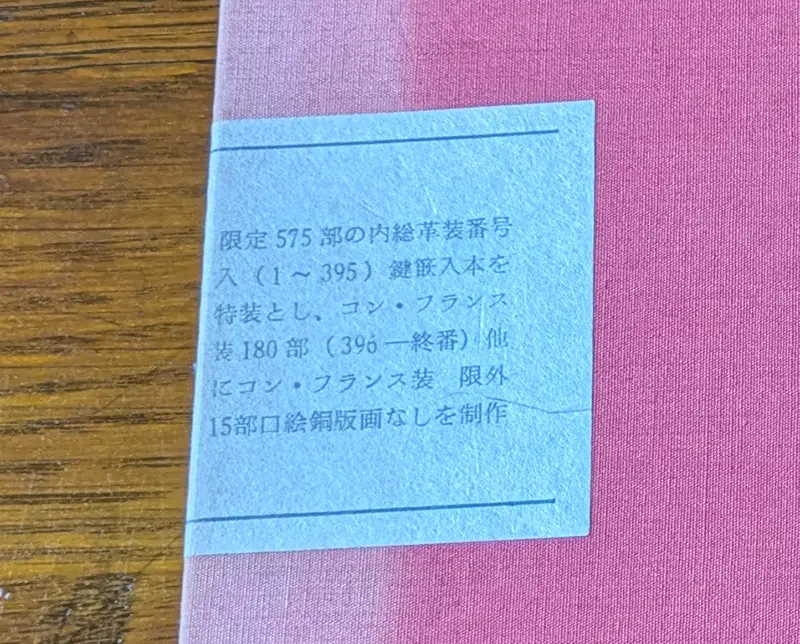 限定575部の内総革装番号
入（1～395）鍵嵌入本を
特装とし、コン・フランス
装180部（396—終番）他
にコン・フランス装　限外
15部口絵銅版画なしを制作